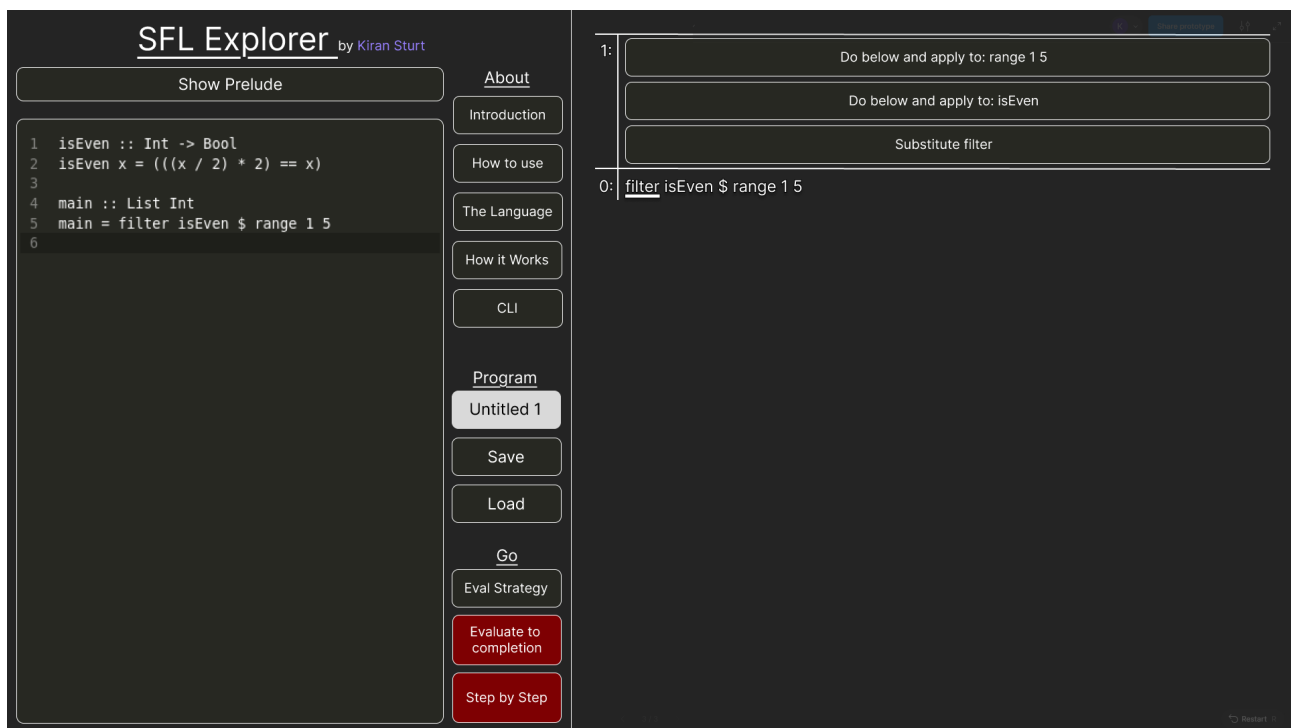 SFL Explorer by Kiran Sturt
Show Prelude
1 isEven :: Int -> Bool
2 isEven x = (((x / 2) * 2) == x)
3
4 main :: List Int
5 main = filter isEven $ range 1 5
6
About
Introduction
How to use
The Language
How it Works
CLI
Program
Untitled 1
Save
Load
Go
Eval Strategy
Evaluate to
completion
Step by Step
Share prototype
1:
Do below and apply to: range 1 5
Do below and apply to: isEven
Substitute filter
0: filter isEven $ range 1 5
Restart